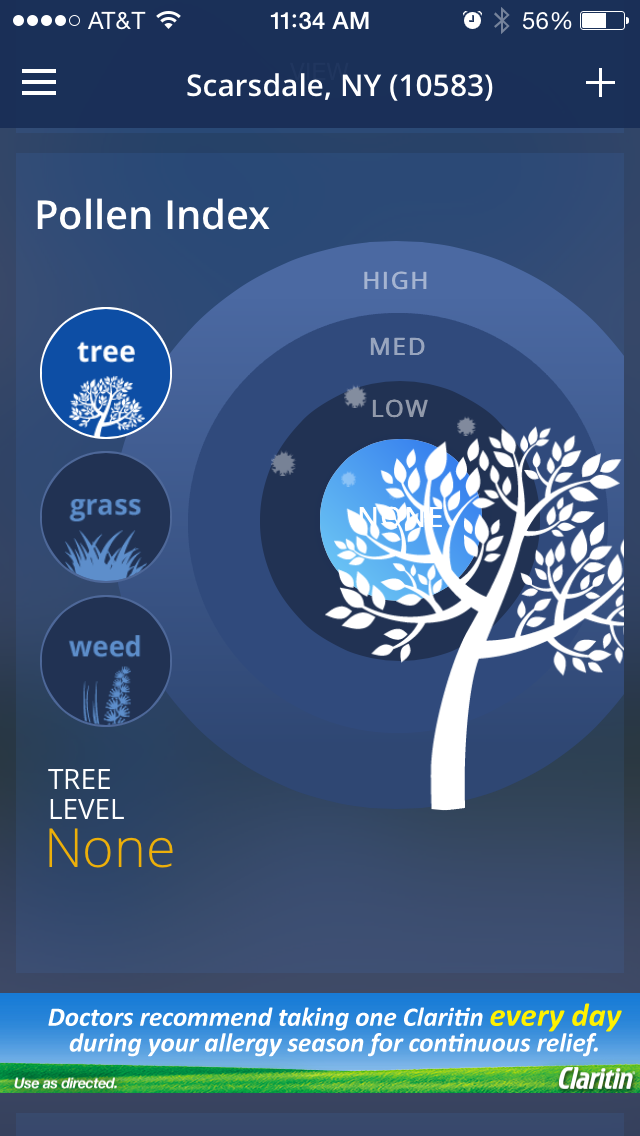 AT&T 11:34 AM 56%
VIEW
Scarsdale, NY (10583)
Pollen Index
HIGH
MED
LOW
NONE
tree
grass
weed
TREE
LEVEL
None
Doctors recommend taking one Claritin every day
during your allergy season for continuous relief.
Use as directed.
Claritin